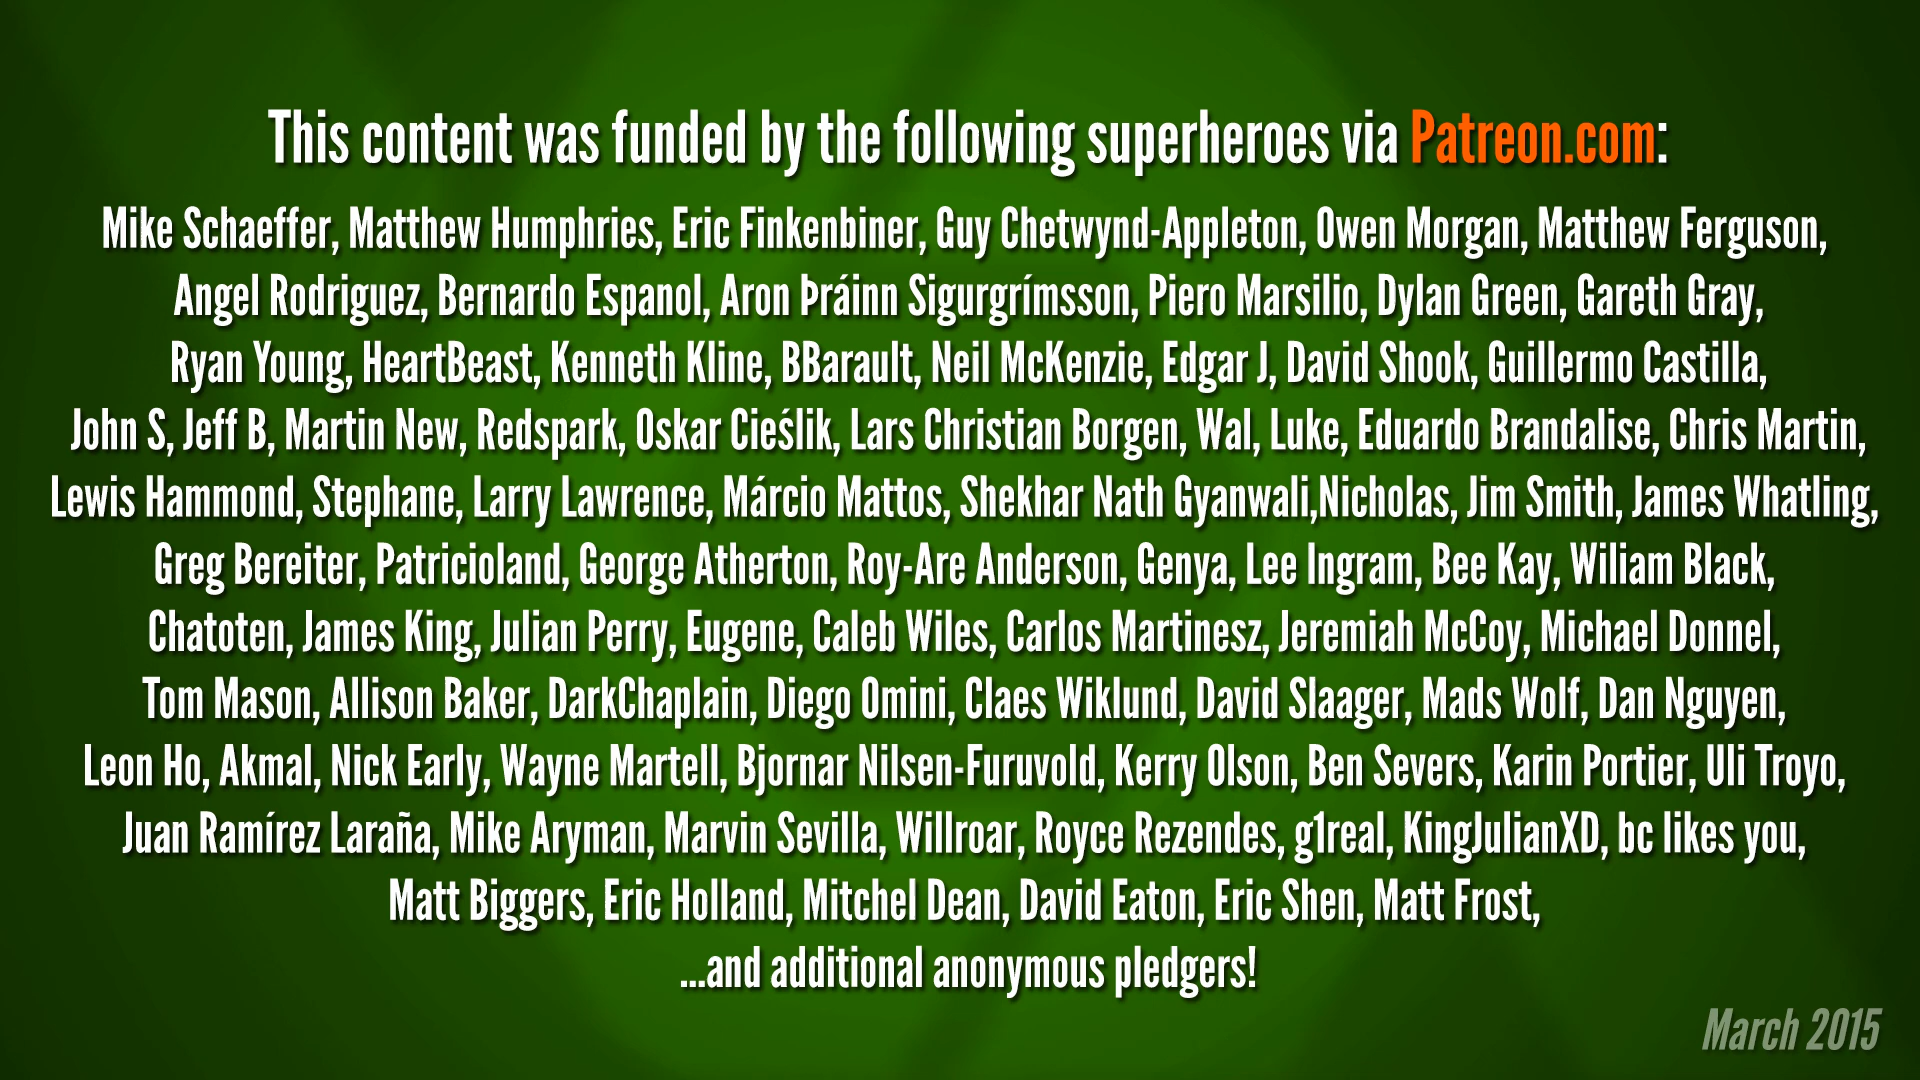 This content was funded by the following superheroes via Patreon.com:
Mike Schaeffer, Matthew Humphries, Eric Finkenbiner, Guy Chetwynd-Appleton, Owen Morgan, Matthew Ferguson,
Angel Rodriguez, Bernardo Espanol, Aron Þráinn Sigurgrímsson, Piero Marsilio, Dylan Green, Gareth Gray,
Ryan Young, HeartBeast, Kenneth Kline, BBarault, Neil McKenzie, Edgar J, David Shook, Guillermo Castilla,
John S, Jeff B, Martin New, Redspark, Oskar Cieślik, Lars Christian Borgen, Wal, Luke, Eduardo Brandalise, Chris Martin,
Lewis Hammond, Stephane, Larry Lawrence, Márcio Mattos, Shekhar Nath Gyanwali,Nicholas, Jim Smith, James Whatling,
Greg Bereiter, Patricioland, George Atherton, Roy-Are Anderson, Genya, Lee Ingram, Bee Kay, Wiliam Black,
Chatoten, James King, Julian Perry, Eugene, Caleb Wiles, Carlos Martinesz, Jeremiah McCoy, Michael Donnel,
Tom Mason, Allison Baker, DarkChaplain, Diego Omini, Claes Wiklund, David Slaager, Mads Wolf, Dan Nguyen,
Leon Ho, Akmal, Nick Early, Wayne Martell, Bjornar Nilsen-Furuvold, Kerry Olson, Ben Severs, Karin Portier, Uli Troyo,
Juan Ramírez Laraña, Mike Aryman, Marvin Sevilla, Willroar, Royce Rezendes, g1real, KingJulianXD, bc likes you,
Matt Biggers, Eric Holland, Mitchel Dean, David Eaton, Eric Shen, Matt Frost,
...and additional anonymous pledgers!
March 2015